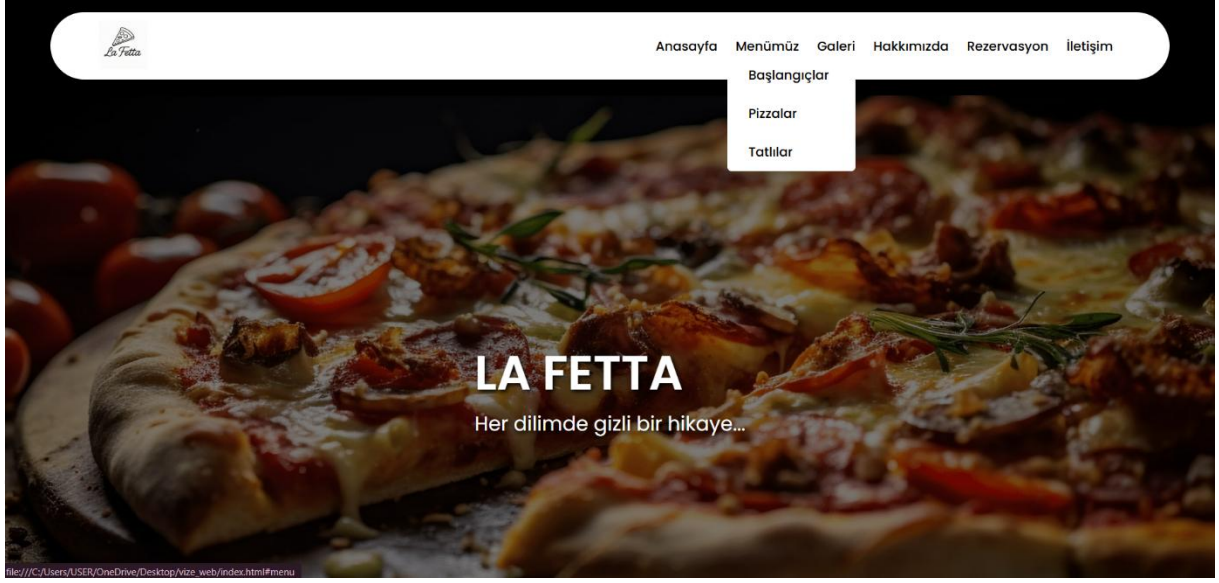 La Fetta
Anasayfa Menümüz Galeri Hakkımızda Rezervasyon İletişim
Başlangıçlar
Pizzalar
Tatlılar
LA FETTA
Her dilimde gizli bir hikaye...
file:///C:/Users/USER/OneDrive/Desktop/vize_web/index.html#menu